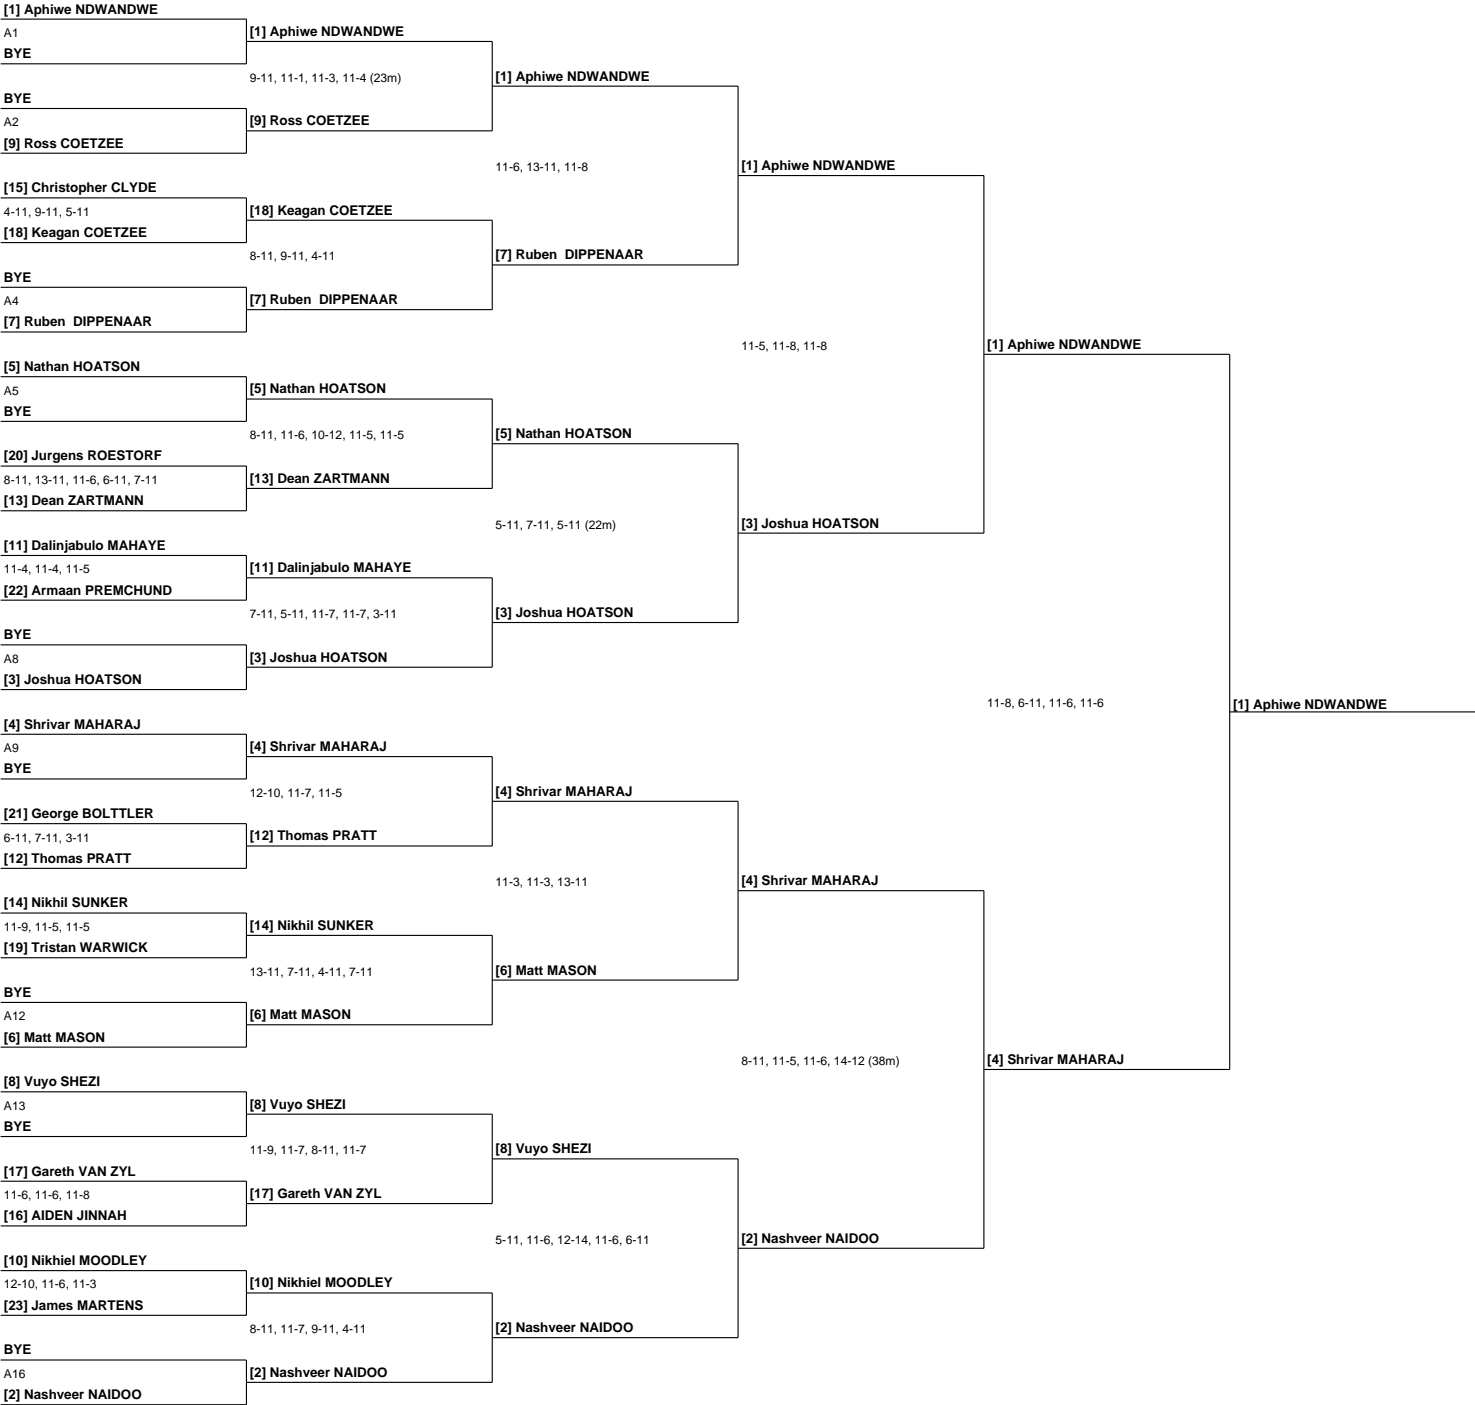 [1] Aphiwe NDWANDWE
A1
BYE
BYE
A2
[9] Ross COETZEE
[15] Christopher CLYDE
4-11, 9-11, 5-11
[18] Keagan COETZEE
BYE
A4
[7] Ruben  DIPPENAAR
[5] Nathan HOATSON
A5
BYE
[20] Jurgens ROESTORF
8-11, 13-11, 11-6, 6-11, 7-11
[13] Dean ZARTMANN
[11] Dalinjabulo MAHAYE
11-4, 11-4, 11-5
[22] Armaan PREMCHUND
BYE
A8
[3] Joshua HOATSON
[4] Shrivar MAHARAJ
A9
BYE
[21] George BOLTTLER
6-11, 7-11, 3-11
[12] Thomas PRATT
[14] Nikhil SUNKER
11-9, 11-5, 11-5
[19] Tristan WARWICK
BYE
A12
[6] Matt MASON
[8] Vuyo SHEZI
A13
BYE
[17] Gareth VAN ZYL
11-6, 11-6, 11-8
[16] AIDEN JINNAH
[10] Nikhiel MOODLEY
12-10, 11-6, 11-3
[23] James MARTENS
BYE
A16
[2] Nashveer NAIDOO
[1] Aphiwe NDWANDWE
9-11, 11-1, 11-3, 11-4 (23m)
[9] Ross COETZEE
[18] Keagan COETZEE
8-11, 9-11, 4-11
[7] Ruben  DIPPENAAR
[5] Nathan HOATSON
8-11, 11-6, 10-12, 11-5, 11-5
[13] Dean ZARTMANN
[11] Dalinjabulo MAHAYE
7-11, 5-11, 11-7, 11-7, 3-11
[3] Joshua HOATSON
[4] Shrivar MAHARAJ
12-10, 11-7, 11-5
[12] Thomas PRATT
[14] Nikhil SUNKER
13-11, 7-11, 4-11, 7-11
[6] Matt MASON
[8] Vuyo SHEZI
11-9, 11-7, 8-11, 11-7
[17] Gareth VAN ZYL
[10] Nikhiel MOODLEY
8-11, 11-7, 9-11, 4-11
[2] Nashveer NAIDOO
[1] Aphiwe NDWANDWE
11-6, 13-11, 11-8
[7] Ruben  DIPPENAAR
[5] Nathan HOATSON
5-11, 7-11, 5-11 (22m)
[3] Joshua HOATSON
[4] Shrivar MAHARAJ
11-3, 11-3, 13-11
[6] Matt MASON
[8] Vuyo SHEZI
5-11, 11-6, 12-14, 11-6, 6-11
[2] Nashveer NAIDOO
[1] Aphiwe NDWANDWE
11-5, 11-8, 11-8
[3] Joshua HOATSON
[4] Shrivar MAHARAJ
8-11, 11-5, 11-6, 14-12 (38m)
[2] Nashveer NAIDOO
[1] Aphiwe NDWANDWE
11-8, 6-11, 11-6, 11-6
[4] Shrivar MAHARAJ
[1] Aphiwe NDWANDWE